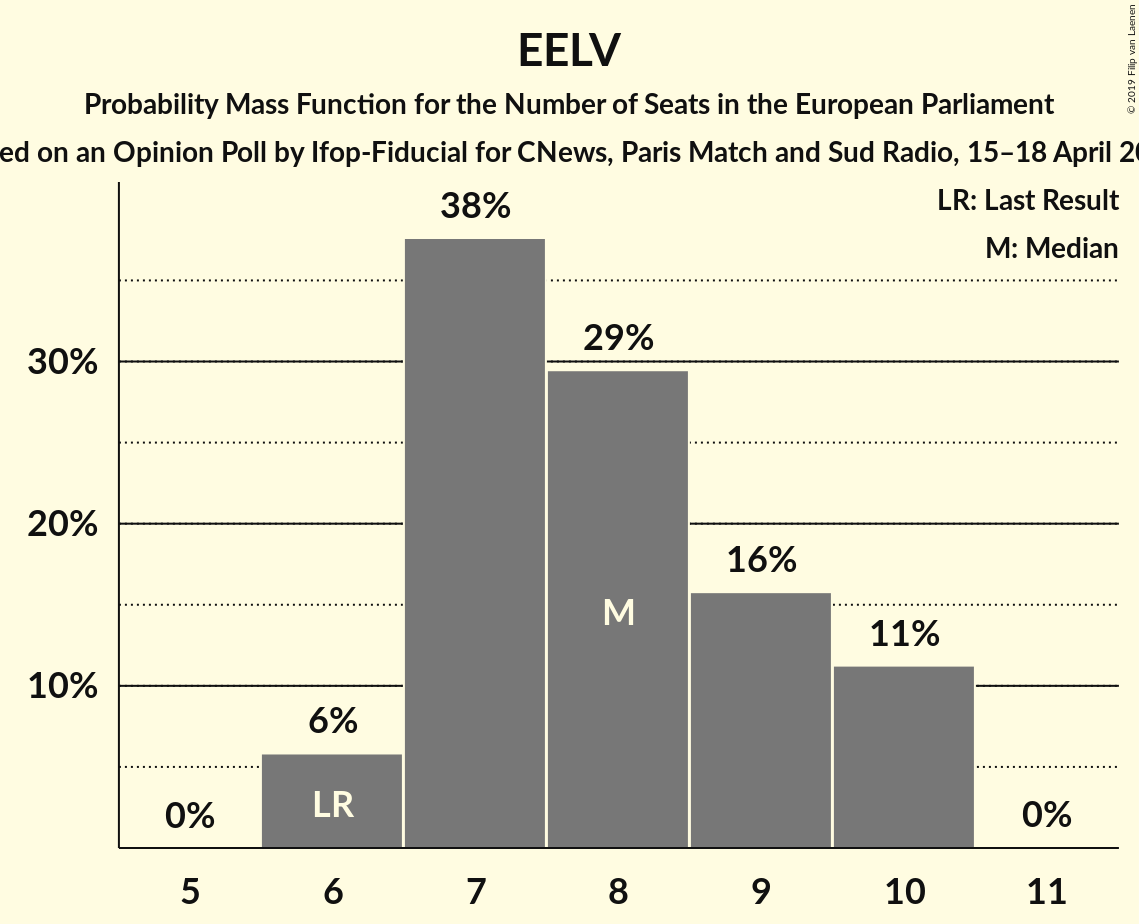 EELV
Probability Mass Function for the Number of Seats in the European Parliament
on an Opinion Poll by Ifop-Fiducial for CNews, Paris Match and Sud Radio, 15–18 April
© 2019 Filip van Laenen
LR: Last Result
M: Median
38%
29%
30%
20%
16%
M
11%
10%
6%
LR
0%
0%
5 6 7 8 9 10 11